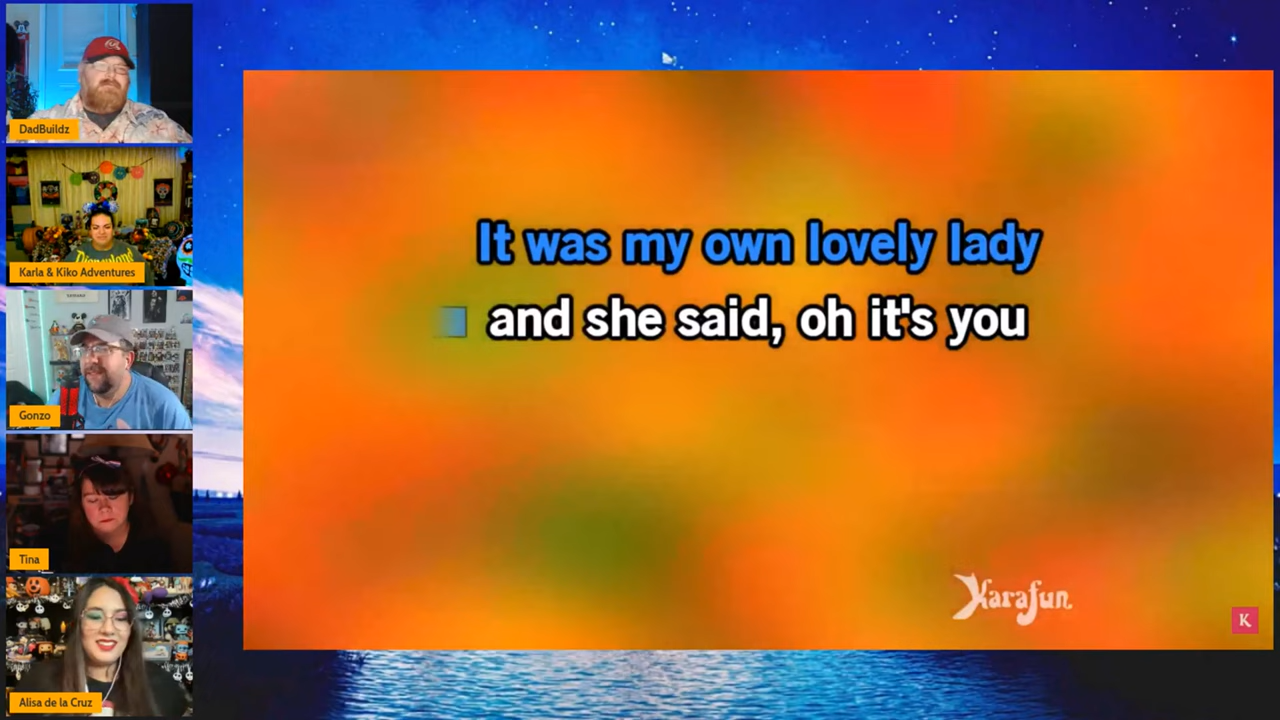 DadBuildz
Karla & Kiko Adventures
Gonzo
Tina
Alisa de la Cruz
It was my own lovely lady
and she said, oh it's you
Karafun
K